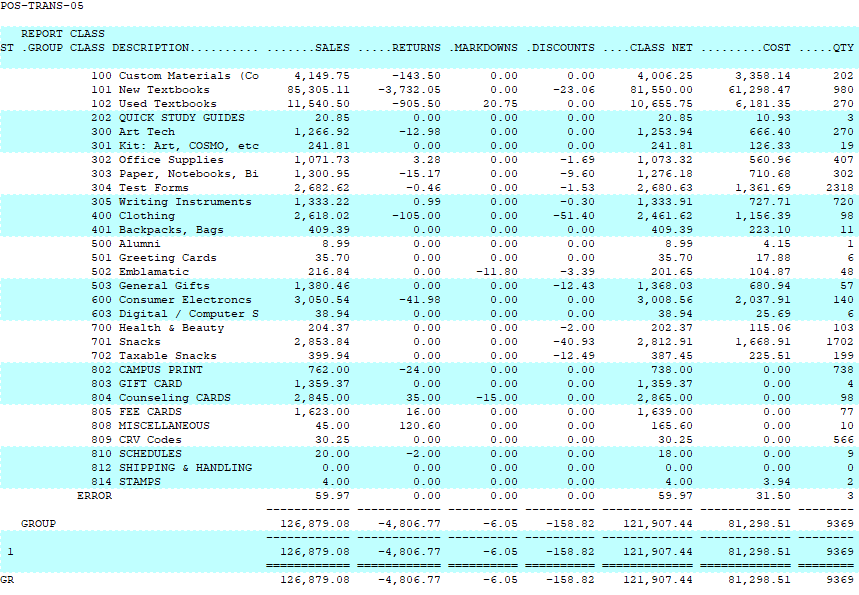 POS-TRANS-05
REPORT CLASS
ST .GROUP CLASS DESCRIPTION.......... .......SALES .....RETURNS .MARKDOWNS .DISCOUNTS ....CLASS NET .........COST .....QTY
100 Custom Materials (Co 4,149.75 -143.50 0.00 0.00 4,006.25 3,358.14 202
101 New Textbooks 85,305.11 -3,732.05 0.00 -23.06 81,550.00 61,298.47 980
102 Used Textbooks 11,540.50 -905.50 20.75 0.00 10,655.75 6,181.35 270
202 QUICK STUDY GUIDES 20.85 0.00 0.00 0.00 20.85 10.93 3
300 Art Tech 1,266.92 -12.98 0.00 0.00 1,253.94 666.40 270
301 Kit: Art, COSMO, etc 241.81 0.00 0.00 0.00 241.81 126.33 19
302 Office Supplies 1,071.73 3.28 0.00 -1.69 1,073.32 560.96 407
303 Paper, Notebooks, Bi 1,300.95 -15.17 0.00 -9.60 1,276.18 710.68 302
304 Test Forms 2,682.62 -0.46 0.00 -1.53 2,680.63 1,361.69 2318
305 Writing Instruments 1,333.22 0.99 0.00 -0.30 1,333.91 727.71 720
400 Clothing 2,618.02 -105.00 0.00 -51.40 2,461.62 1,156.39 98
401 Backpacks, Bags 409.39 0.00 0.00 0.00 409.39 223.10 11
500 Alumni 8.99 0.00 0.00 0.00 8.99 4.15 1
501 Greeting Cards 35.70 0.00 0.00 0.00 35.70 17.88 6
502 Emblamatic 216.84 0.00 -11.80 -3.39 201.65 104.87 48
503 General Gifts 1,380.46 0.00 0.00 -12.43 1,368.03 680.94 57
600 Consumer Electroncs 3,050.54 -41.98 0.00 0.00 3,008.56 2,037.91 140
603 Digital / Computer S 38.94 0.00 0.00 0.00 38.94 25.69 6
700 Health & Beauty 204.37 0.00 0.00 -2.00 202.37 115.06 103
701 Snacks 2,853.84 0.00 0.00 -40.93 2,812.91 1,668.91 1702
702 Taxable Snacks 399.94 0.00 0.00 -12.49 387.45 225.51 199
802 CAMPUS PRINT 762.00 -24.00 0.00 0.00 738.00 0.00 738
803 GIFT CARD 1,359.37 0.00 0.00 0.00 1,359.37 0.00 4
804 Counseling CARDS 2,845.00 35.00 -15.00 0.00 2,865.00 0.00 98
805 FEE CARDS 1,623.00 16.00 0.00 0.00 1,639.00 0.00 77
808 MISCELLANEOUS 45.00 120.60 0.00 0.00 165.60 0.00 10
809 CRV Codes 30.25 0.00 0.00 0.00 30.25 0.00 566
810 SCHEDULES 20.00 -2.00 0.00 0.00 18.00 0.00 9
812 SHIPPING & HANDLING 0.00 0.00 0.00 0.00 0.00 0.00 0
814 STAMPS 4.00 0.00 0.00 0.00 4.00 3.94 2
ERROR 59.97 0.00 0.00 0.00 59.97 31.50 3
GROUP 126,879.08 -4,806.77 -6.05 -158.82 121,907.44 81,298.51 9369
1 126,879.08 -4,806.77 -6.05 -158.82 121,907.44 81,298.51 9369
GR 126,879.08 -4,806.77 -6.05 -158.82 121,907.44 81,298.51 9369